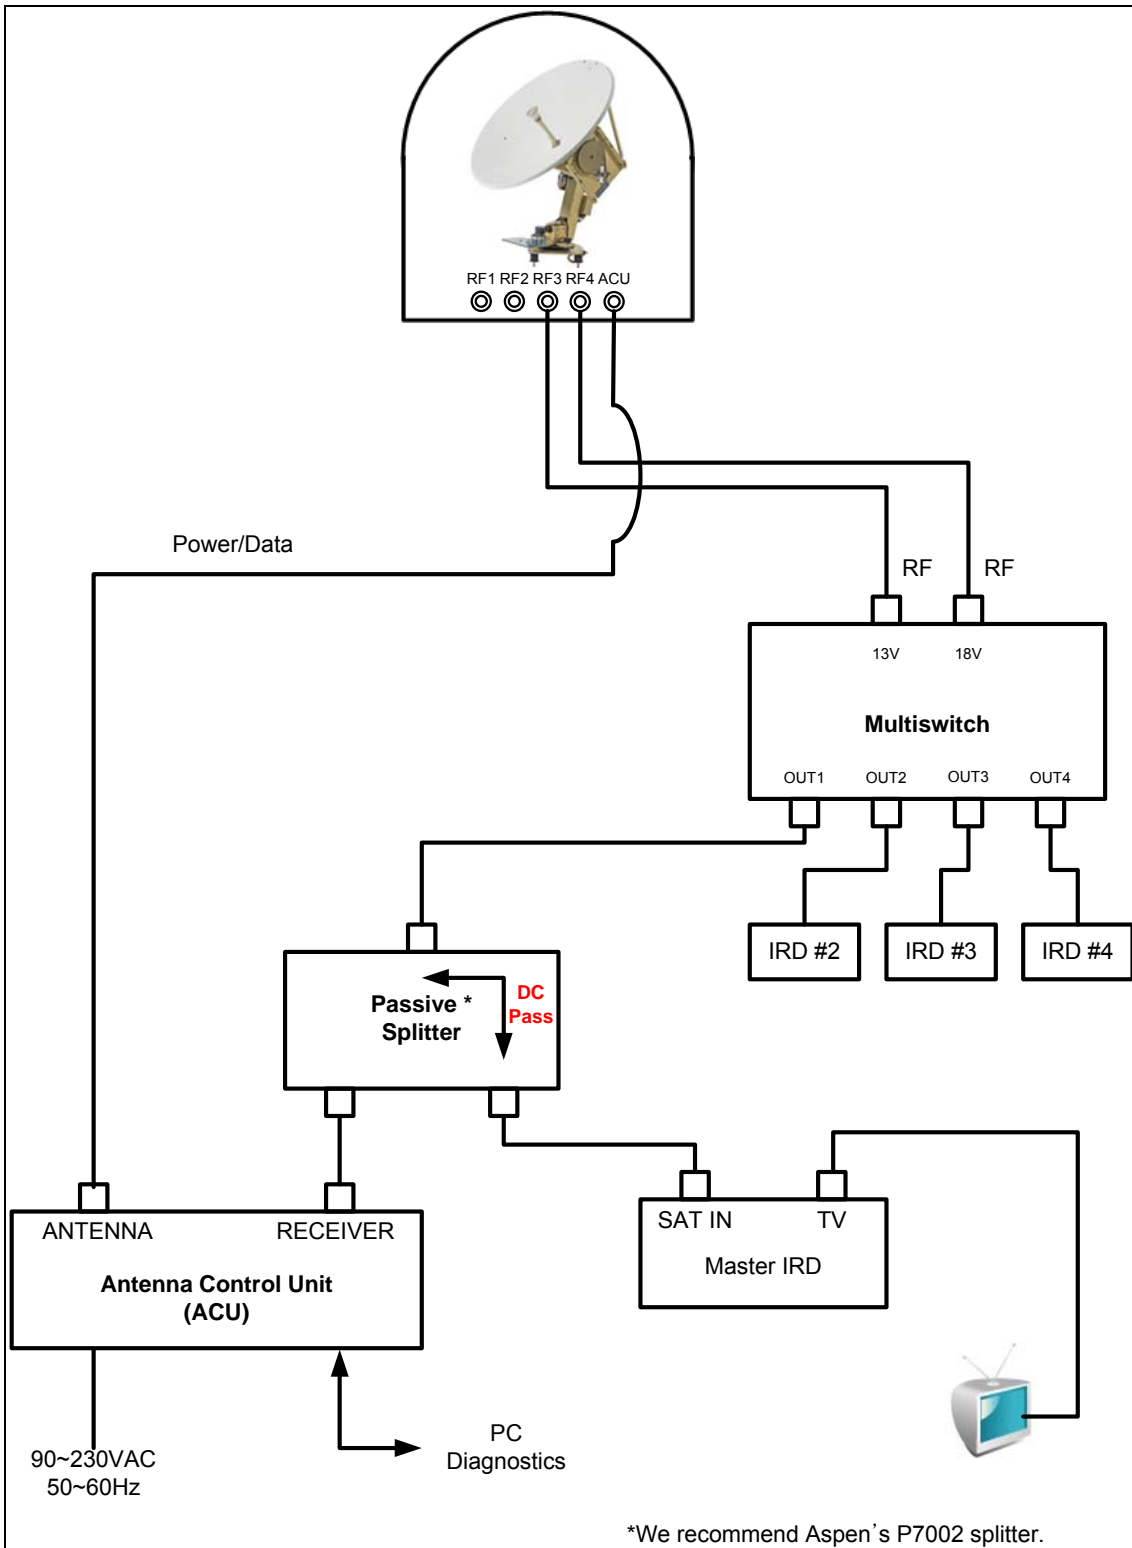 RF1 RF2 RF3 RF4 ACU
Power/Data
RF RF
13V 18V
Multiswitch
OUT1 OUT2 OUT3 OUT4
IRD #2 IRD #3 IRD #4
Passive *
Splitter
DC
Pass
ANTENNA RECEIVER
Antenna Control Unit
(ACU)
SAT IN TV
Master IRD
90~230VAC
50~60Hz
PC
Diagnostics
*We recommend Aspen’s P7002 splitter.